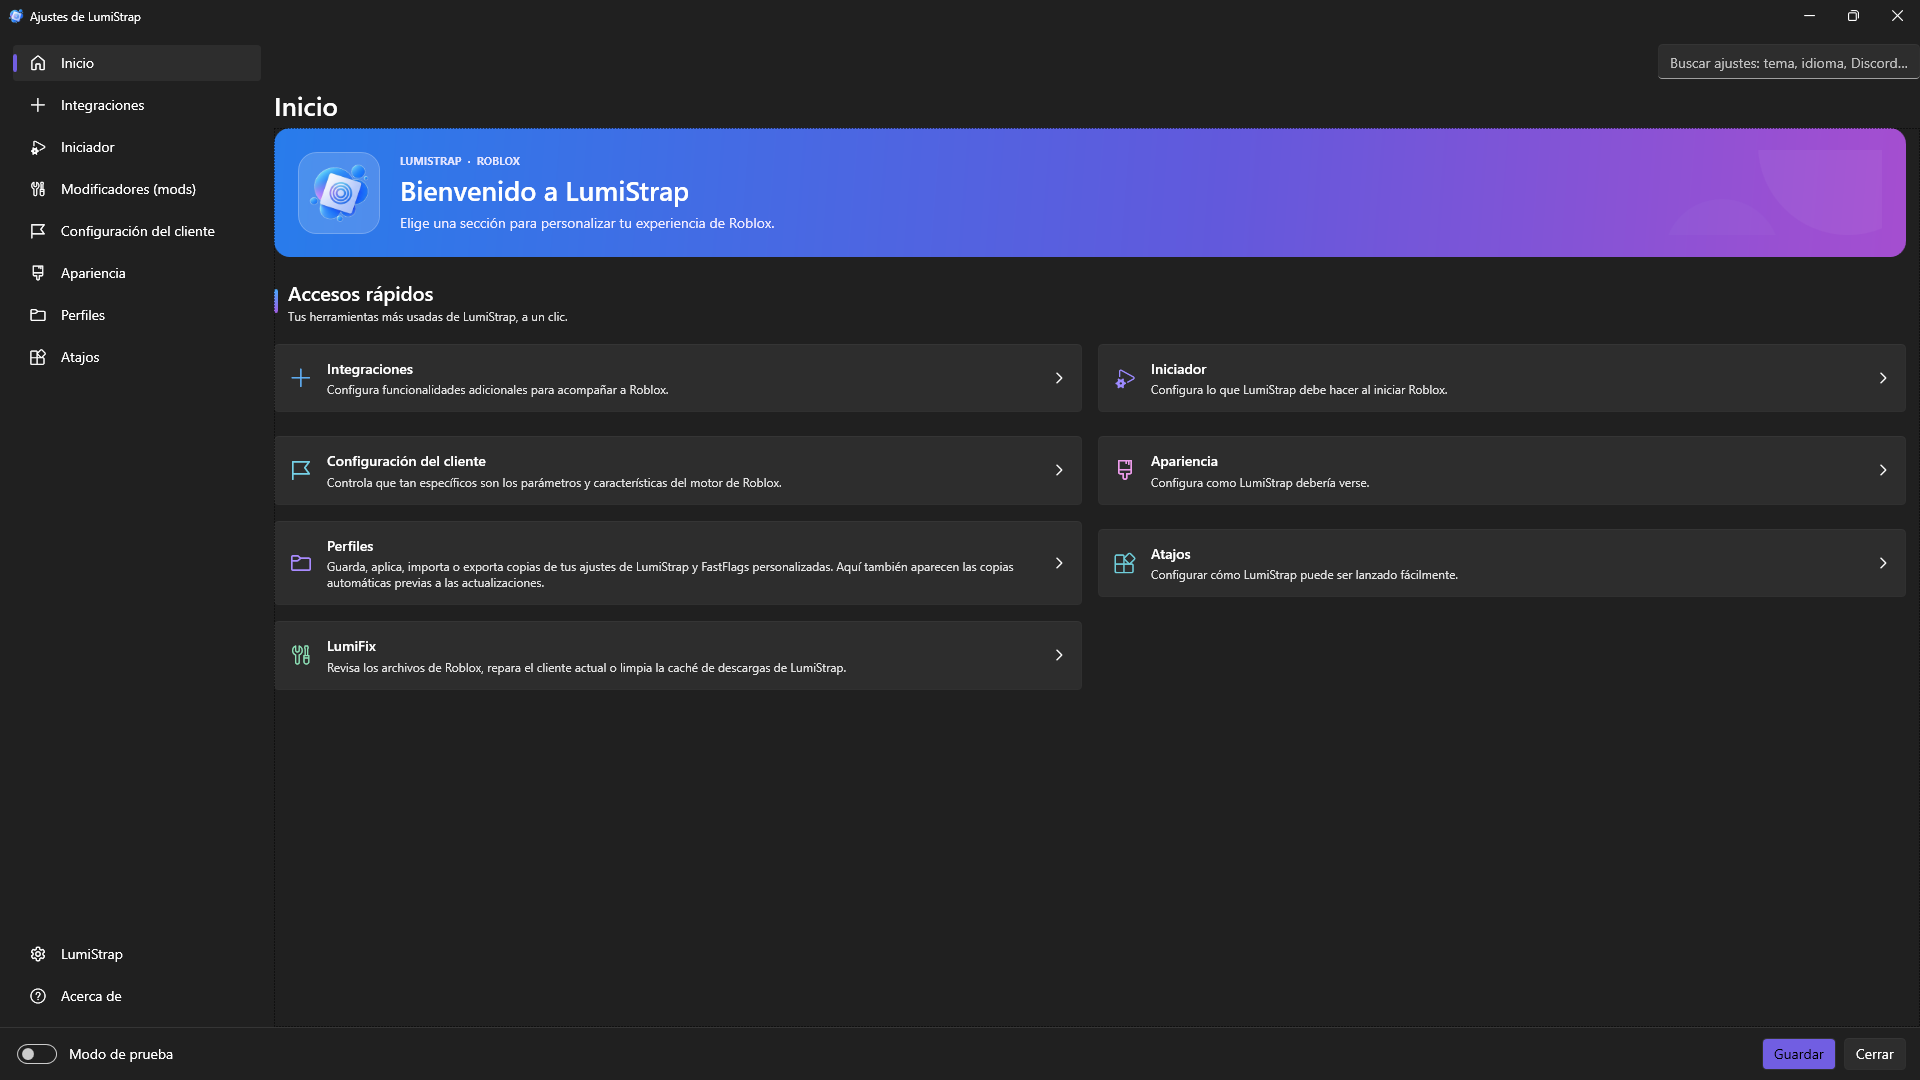 Ajustes de LumiStrap
Inicio
Buscar ajustes: tema, idioma, Discord...
Integraciones
Iniciador
Modificadores (mods)
Configuración del cliente
Apariencia
Perfiles
Atajos
Inicio
LUMISTRAP · ROBLOX
Bienvenido a LumiStrap
Elige una sección para personalizar tu experiencia de Roblox.
Accesos rápidos
Tus herramientas más usadas de LumiStrap, a un clic.
Integraciones
Configura funcionalidades adicionales para acompañar a Roblox.
Iniciador
Configura lo que LumiStrap debe hacer al iniciar Roblox.
Configuración del cliente
Controla que tan específicos son los parámetros y características del motor de Roblox.
Apariencia
Configura como LumiStrap debería verse.
Perfiles
Guarda, aplica, importa o exporta copias de tus ajustes de LumiStrap y FastFlags personalizadas. Aquí también aparecen las copias
automáticas previas a las actualizaciones.
Atajos
Configurar cómo LumiStrap puede ser lanzado fácilmente.
LumiFix
Revisa los archivos de Roblox, repara el cliente actual o limpia la caché de descargas de LumiStrap.
LumiStrap
Acerca de
Modo de prueba
Guardar
Cerrar